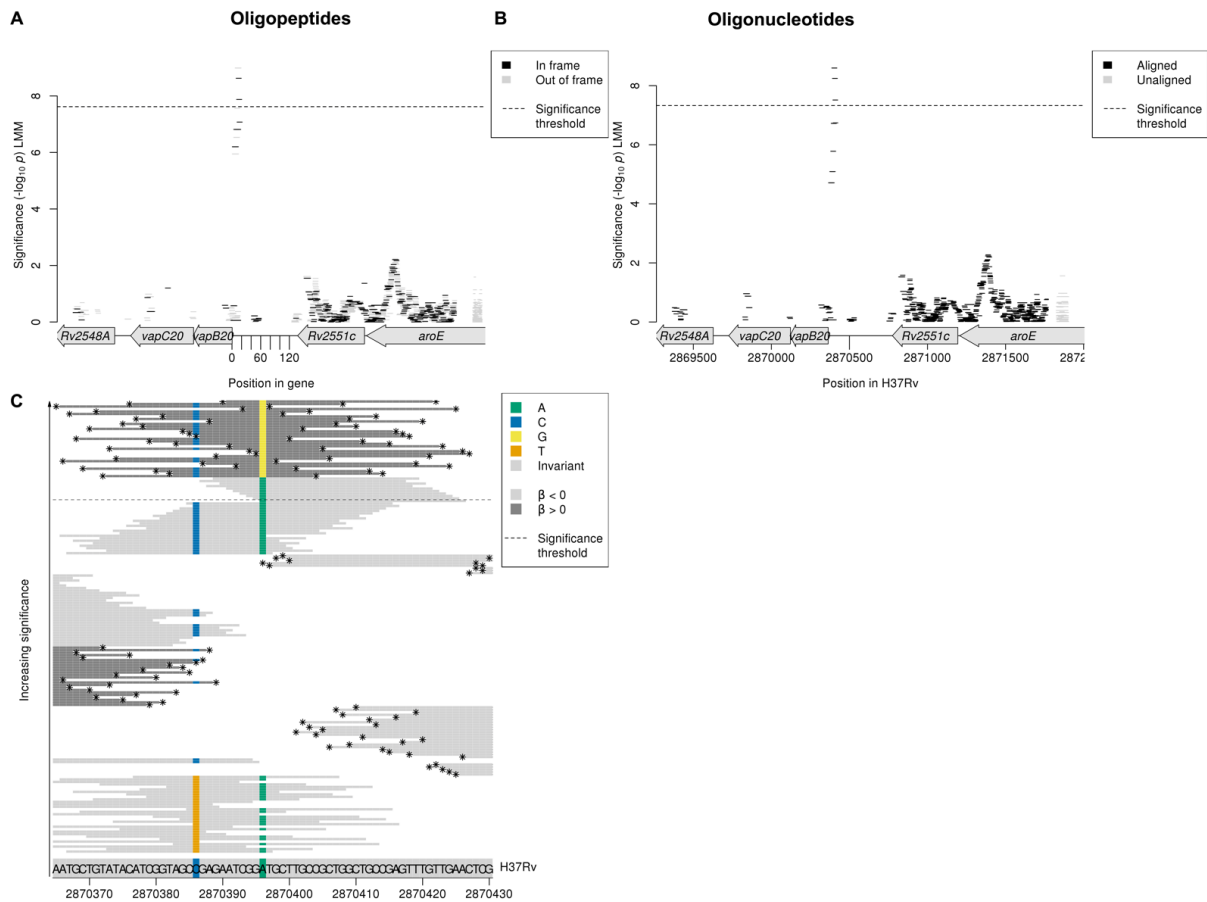 A
Oligopeptides
B
Oligonucleotides
In frame
Out of frame
Significance
threshold
Aligned
Unaligned
Significance
threshold
Significance (-log10 p) LMM
0
2
4
6
8
Rv2548A
vapC20
vapB20
Rv2551c
aroE
0
60
120
Position in gene
Significance (-log10 p) LMM
0
2
4
6
8
Rv2548A
vapC20
vapB20
Rv2551c
aroE
2869500
2870000
2870500
2871000
2871500
2872
Position in H37Rv
C
A
C
G
T
Invariant
β < 0
β > 0
Significance
threshold
Increasing significance
AATGCTGTATACATCGGTAGCCGAGAATCGGATGCTTGCCGCTGGCTGCCGAGTTTGTTGAACTCG
H37Rv
2870370
2870380
2870390
2870400
2870410
2870420
2870430